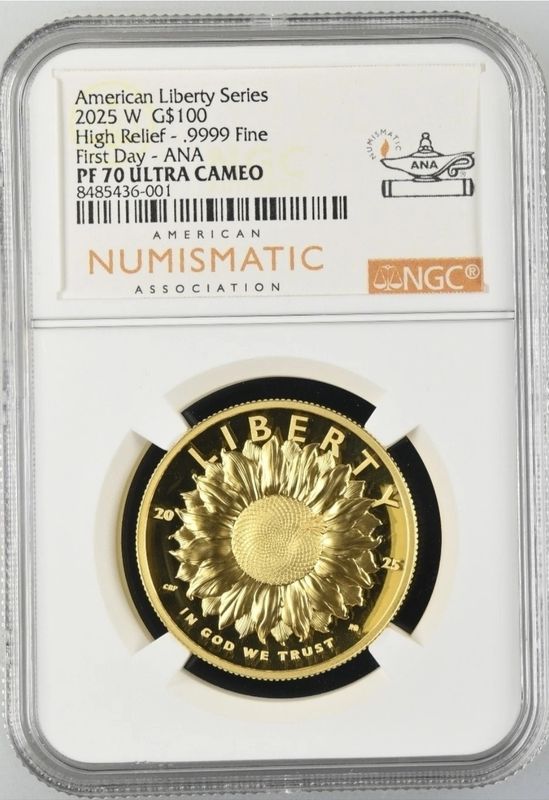 American Liberty Series
2025 W G$100
High Relief - .9999 Fine
First Day - ANA
PF 70 ULTRA CAMEO
8485436-001
NUMISMATIC
ANA
AMERICAN
NUMISMATIC
ASSOCIATION
NGC®
LIBERTY
20
25
IN GOD WE TRUST